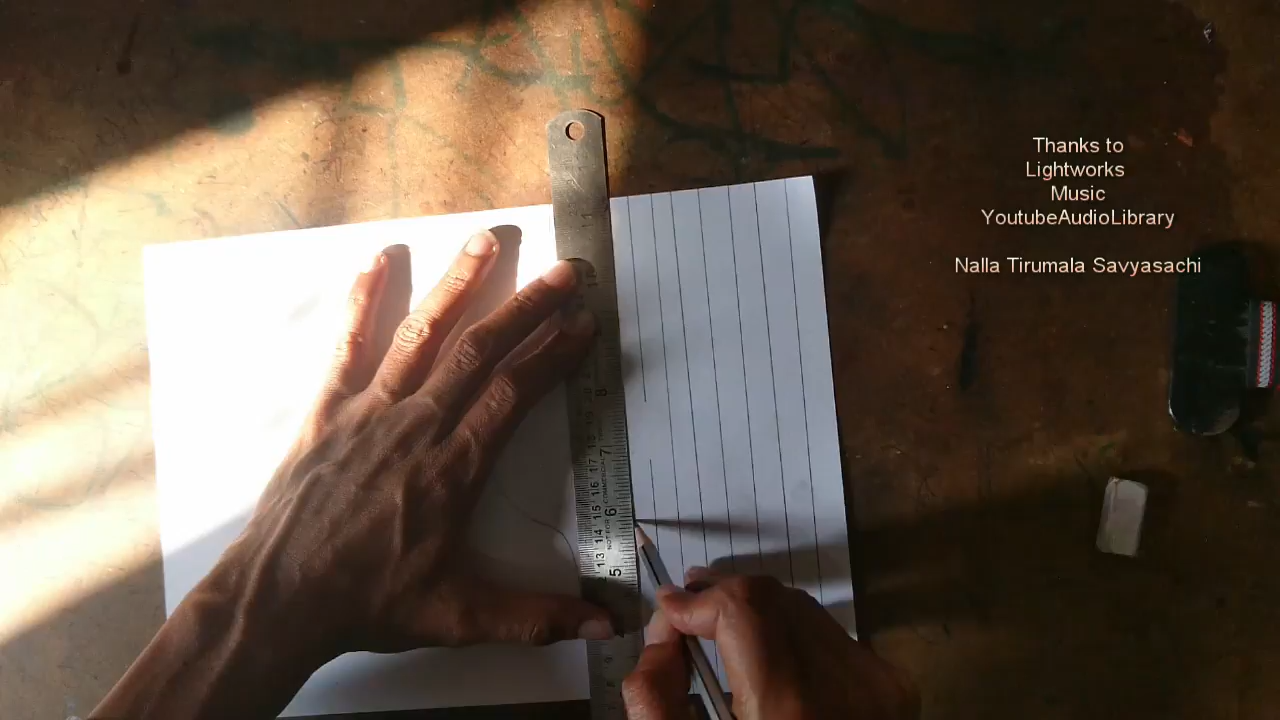 Thanks to
Lightworks
Music
YoutubeAudioLibrary
Nalla Tirumala Savyasachi